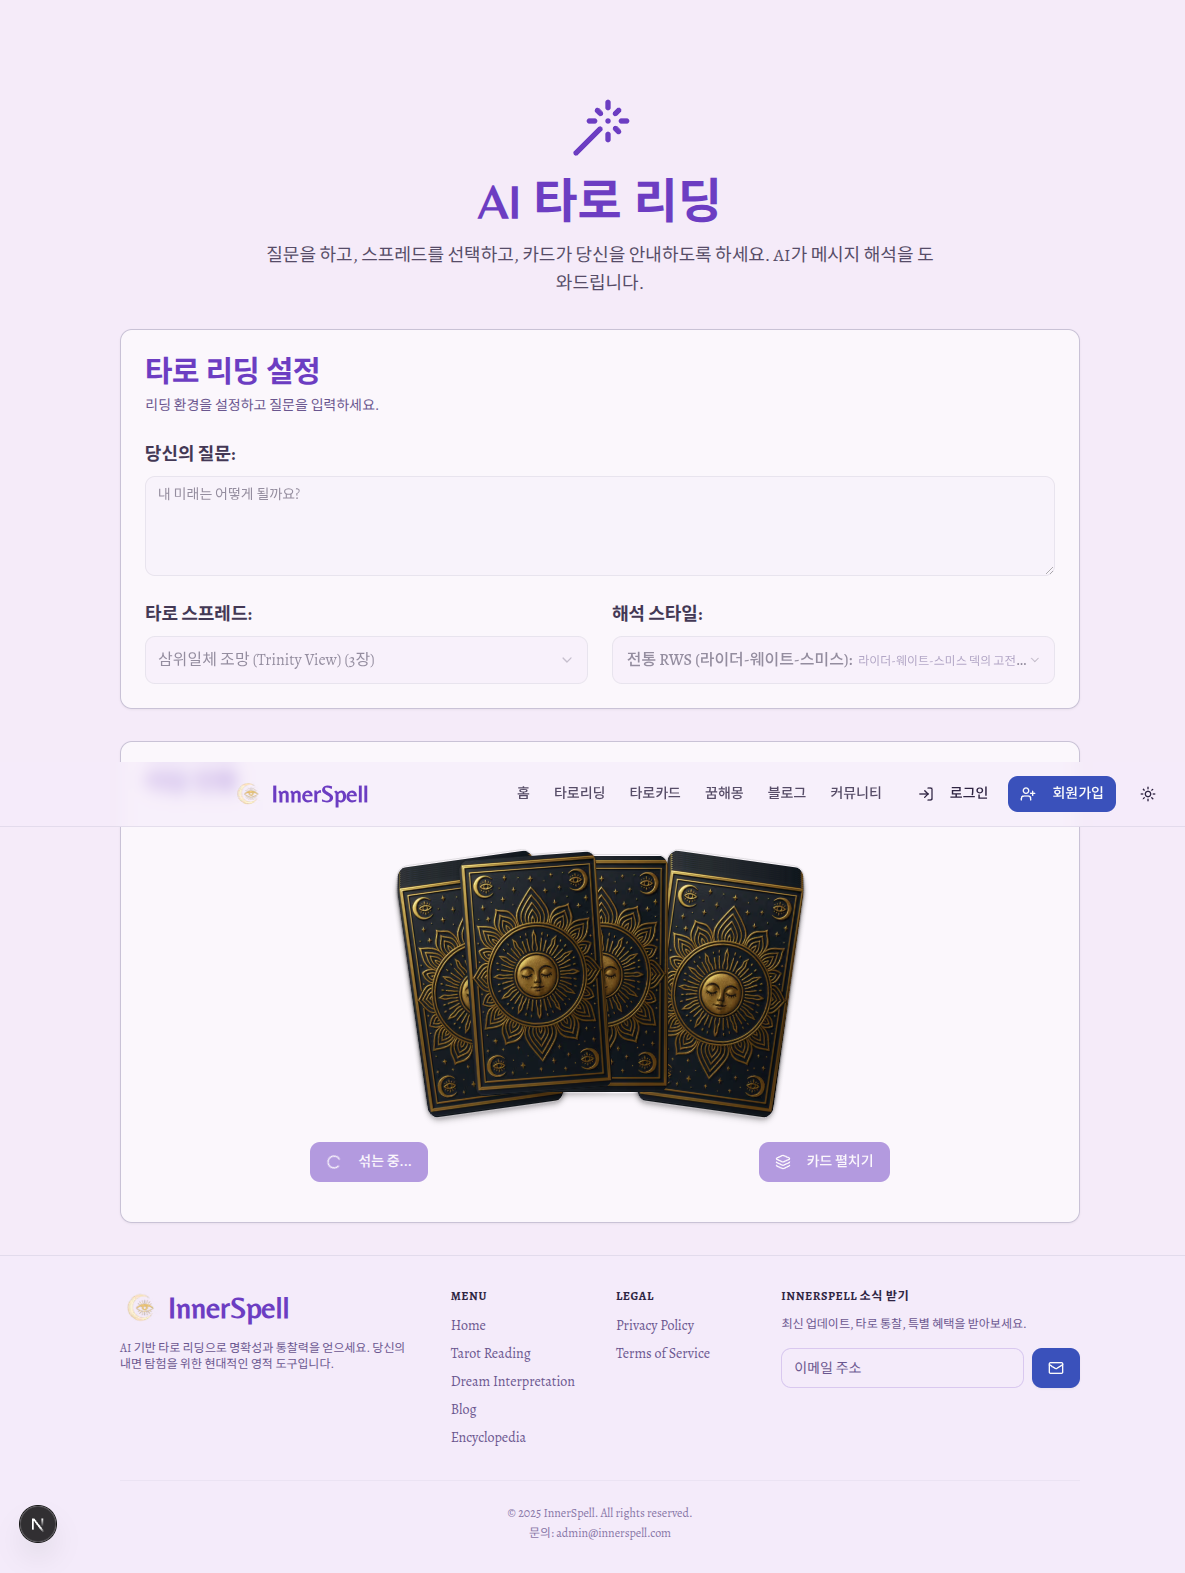 AI 타로 리딩
질문을 하고, 스프레드를 선택하고, 카드가 당신을 안내하도록 하세요. AI가 메시지 해석을 도
와드립니다.
타로 리딩 설정
리딩 환경을 설정하고 질문을 입력하세요.
당신의 질문:
내 미래는 어떻게 될까요?
타로 스프레드:
해석 스타일:
삼위일체 조망 (Trinity View) (3장)
전통 RWS (라이더-웨이트-스미스): 라이더-웨이트-스미스 덱의 고전...
InnerSpell
홈 타로리딩 타로카드 꿈해몽 블로그 커뮤니티 로그인 회원가입
섞는 중...
카드 펼치기
InnerSpell
AI 기반 타로 리딩으로 명확성과 통찰력을 얻으세요. 당신의
내면 탐험을 위한 현대적인 영적 도구입니다.
MENU
Home
Tarot Reading
Dream Interpretation
Blog
Encyclopedia
LEGAL
Privacy Policy
Terms of Service
INNERSPELL 소식 받기
최신 업데이트, 타로 통찰, 특별 혜택을 받아보세요.
이메일 주소
© 2025 InnerSpell. All rights reserved.
문의: admin@innerspell.com
N